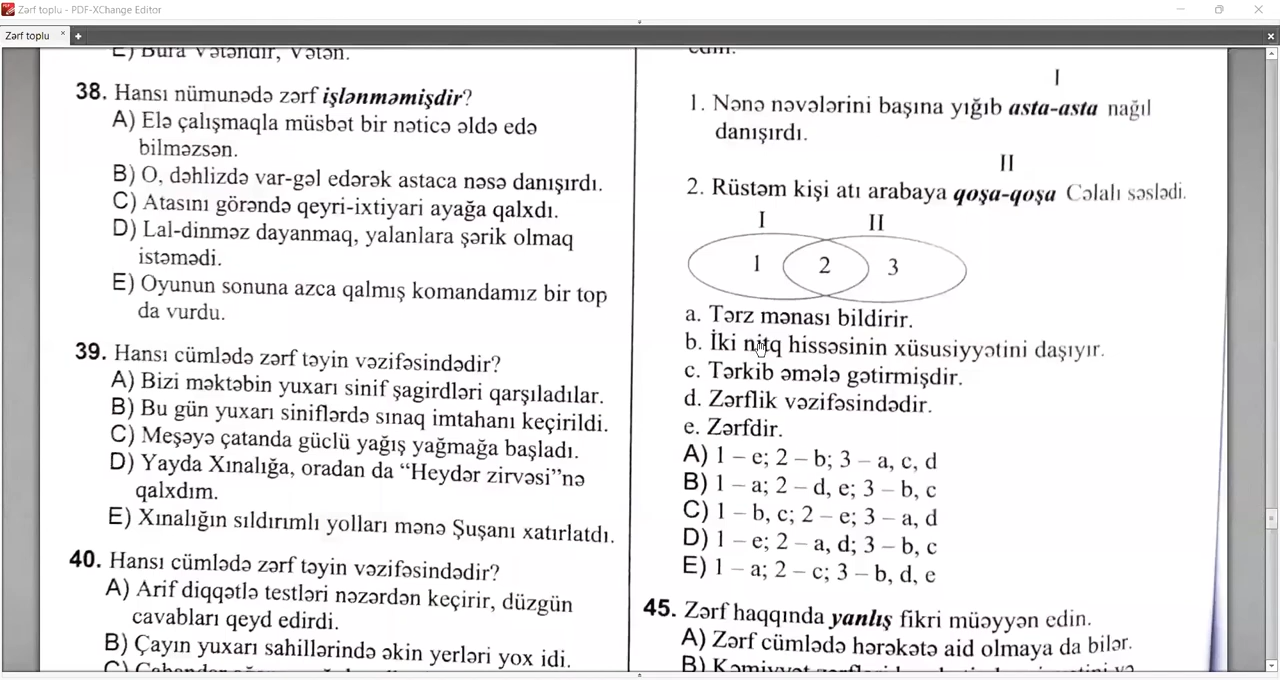 Zərf toplu - PDF-XChange Editor
Zərf toplu
E) Bura Vətəndir, Vətən.
38. Hansı nümunədə zərf işlənməmişdir?
A) Elə çalışmaqla müsbət bir nəticə əldə edə
bilməzsən.
B) O, dəhlizdə var-gəl edərək astaca nəsə danışırdı.
C) Atasını görəndə qeyri-ixtiyari ayağa qalxdı.
D) Lal-dinməz dayanmaq, yalanlara şərik olmaq
istəmədi.
E) Oyunun sonuna azca qalmış komandamız bir top
da vurdu.
39. Hansı cümlədə zərf təyin vəzifəsindədir?
A) Bizi məktəbin yuxarı sinif şagirdləri qarşıladılar.
B) Bu gün yuxarı siniflərdə sınaq imtahanı keçirildi.
C) Meşəyə çatanda güclü yağış yağmağa başladı.
D) Yayda Xınalığa, oradan da “Heydər zirvəsi”nə
qalxdım.
E) Xınalığın sıldırımlı yolları mənə Şuşanı xatırlatdı.
40. Hansı cümlədə zərf təyin vəzifəsindədir?
A) Arif diqqətlə testləri nəzərdən keçirir, düzgün
cavabları qeyd edirdi.
B) Çayın yuxarı sahillərində əkin yerləri yox idi.
edin.
I
1. Nənə nəvələrini başına yığıb asta-asta nağıl
danışırdı.
II
2. Rüstəm kişi atı arabaya qoşa-qoşa Cəlalı səslədi.
I II
1 2 3
a. Tərz mənası bildirir.
b. İki nitq hissəsinin xüsusiyyətini daşıyır.
c. Tərkib əmələ gətirmişdir.
d. Zərflik vəzifəsindədir.
e. Zərfdir.
A) 1 – e; 2 – b; 3 – a, c, d
B) 1 – a; 2 – d, e; 3 – b, c
C) 1 – b, c; 2 – e; 3 – a, d
D) 1 – e; 2 – a, d; 3 – b, c
E) 1 – a; 2 – c; 3 – b, d, e
45. Zərf haqqında yanlış fikri müəyyən edin.
A) Zərf cümlədə hərəkətə aid olmaya da bilər.